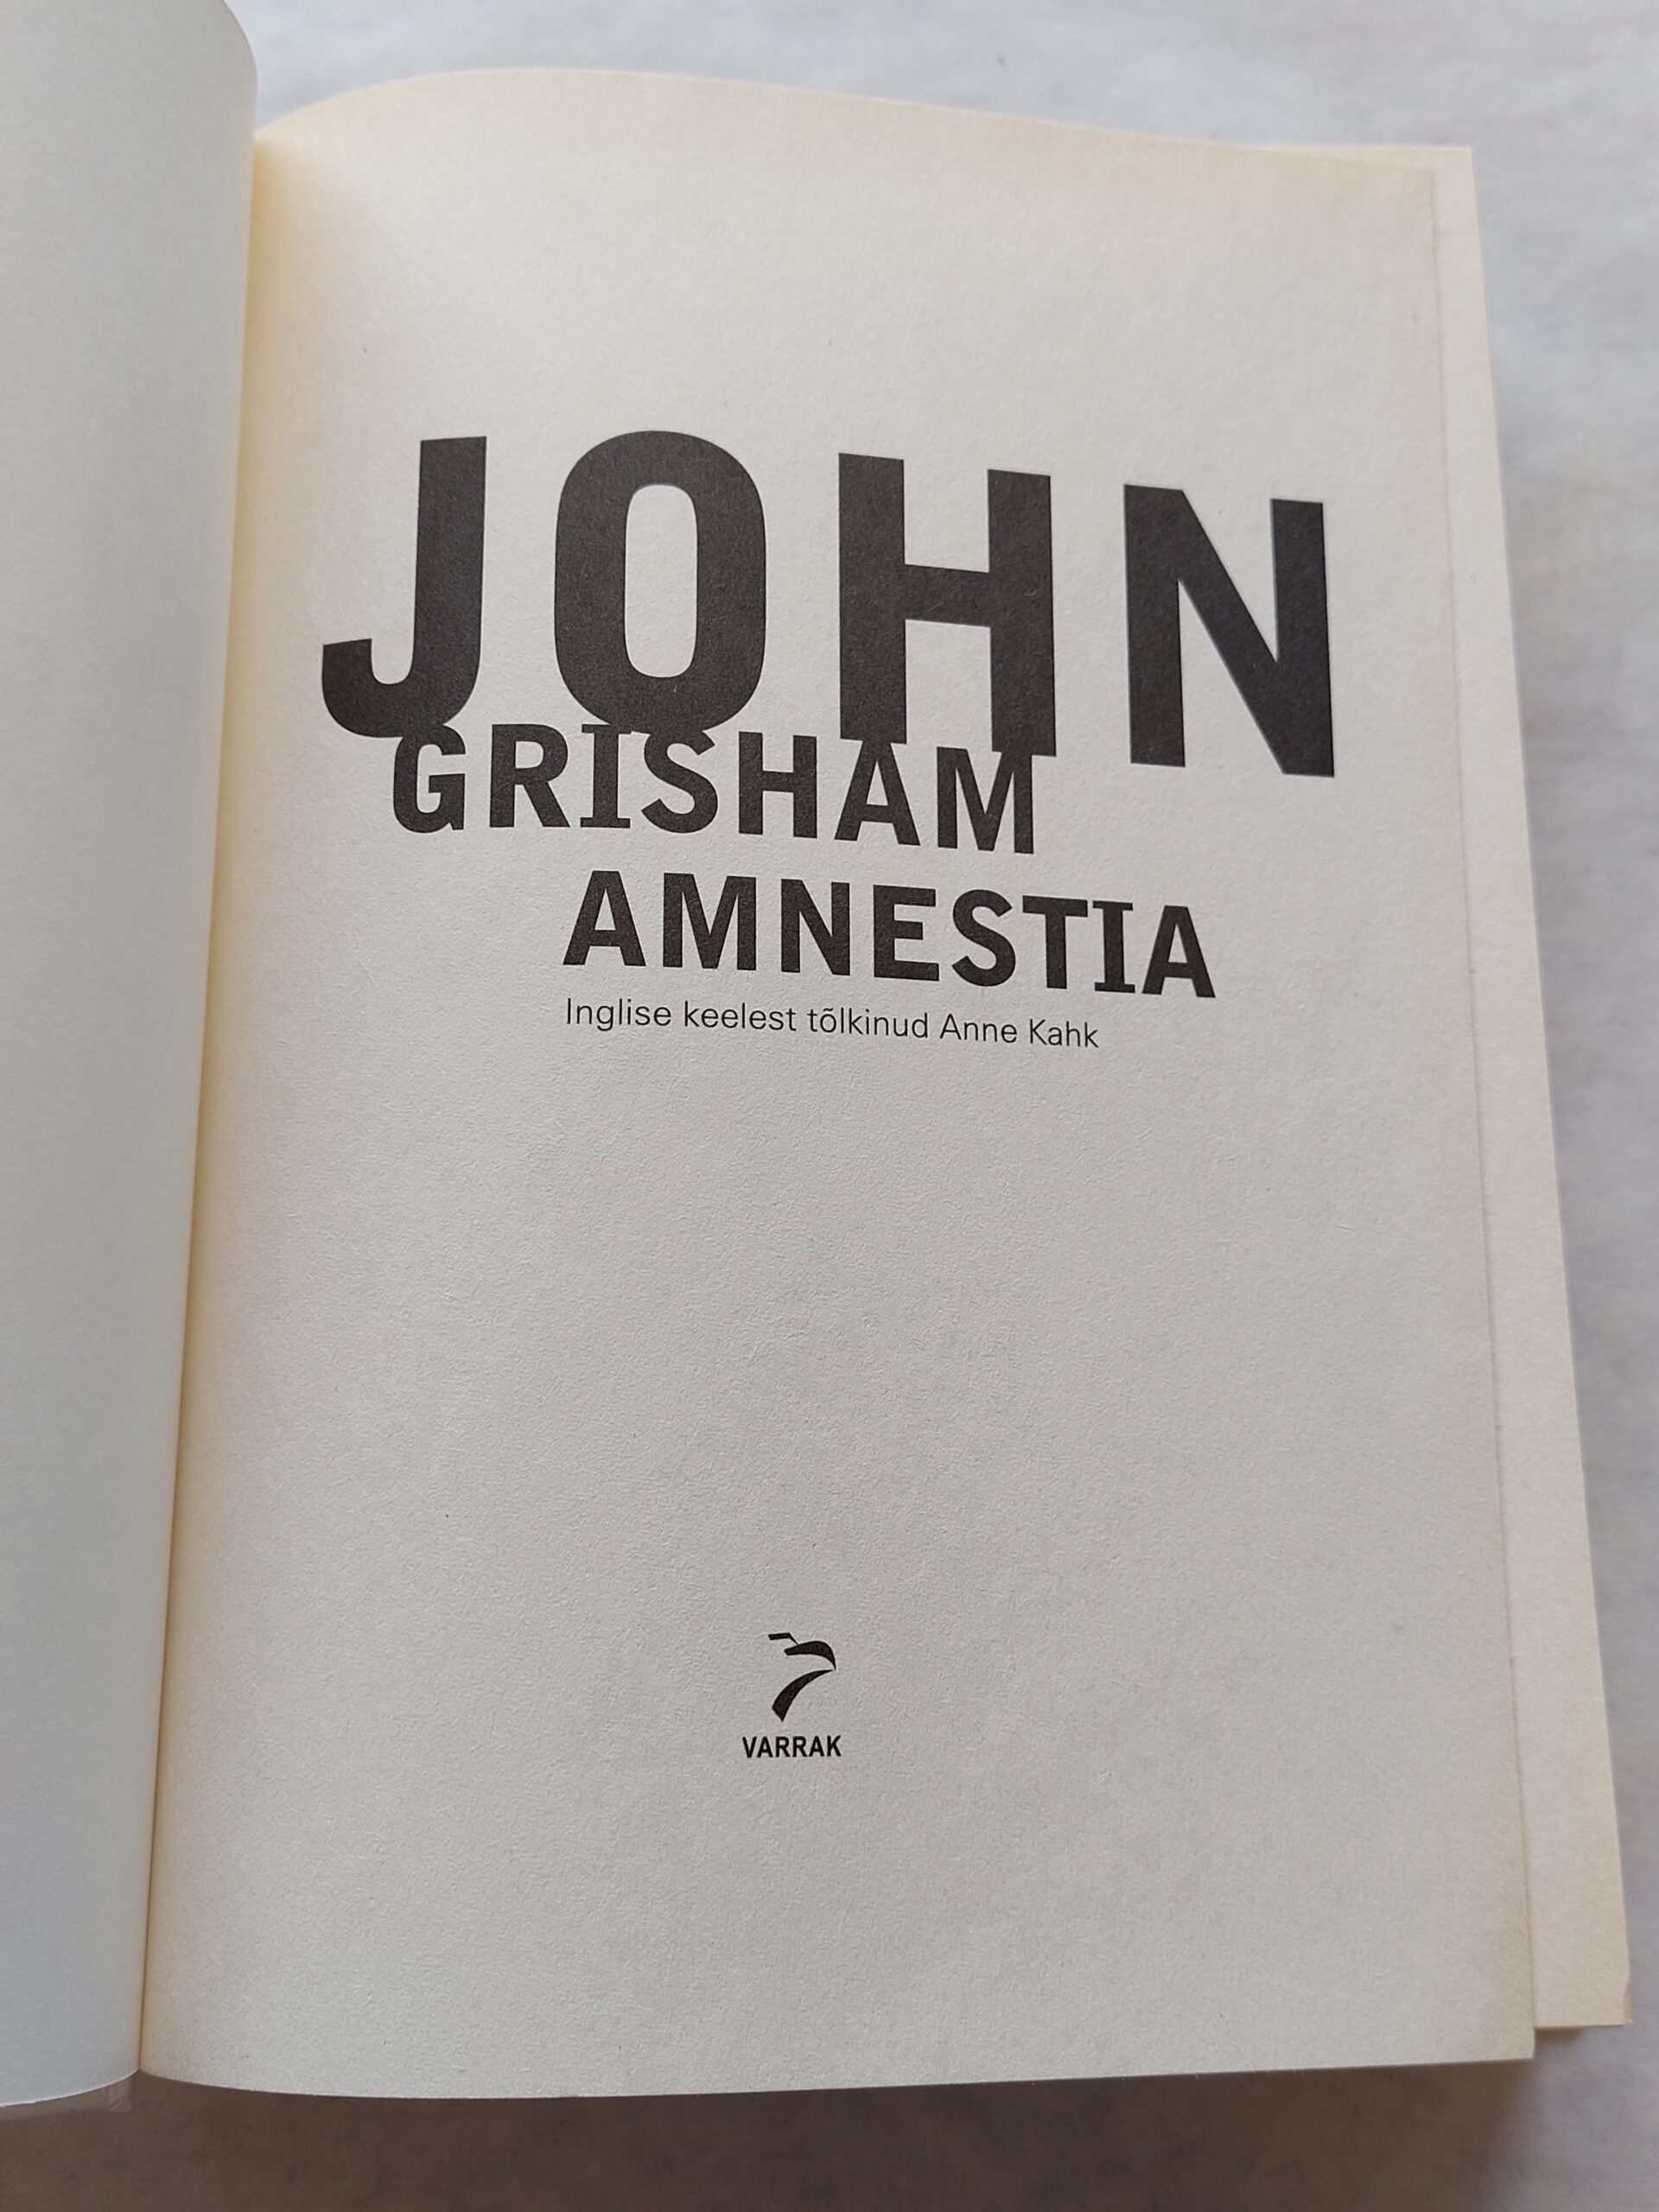 JOHN
GRISHAM
AMNESTIA
Inglise keelest tõlkinud Anne Kahk
VARRAK